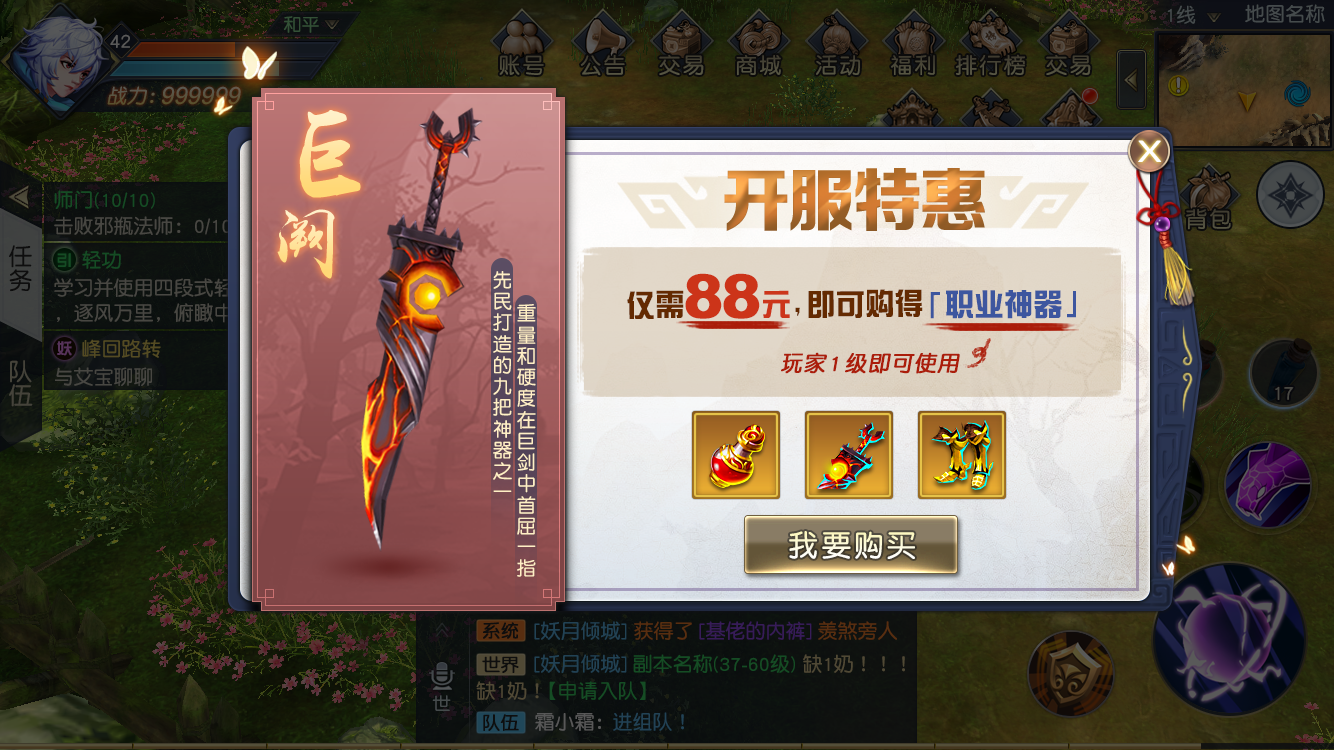 42
和平
战力: 999999
账号
公告
交易
商城
活动
福利
排行榜
交易
1线
地图名称
背包
17
任务
队伍
师门(10/10)
击败邪瓶法师: 0/10
引 轻功
学习并使用四段式轻
，逐风万里，俯瞰中
妖 峰回路转
与艾宝聊聊
巨阙
重量和硬度在巨剑中首屈一指
先民打造的九把神器之一
开服特惠
仅需88元，即可购得「职业神器」
玩家1级即可使用
我要购买
世
系统 [妖月倾城] 获得了 [基佬的内裤] 羡煞旁人
世界 [妖月倾城] 副本名称(37-60级) 缺1奶！！！
缺1奶！【申请入队】
队伍 霜小霜: 进组队！